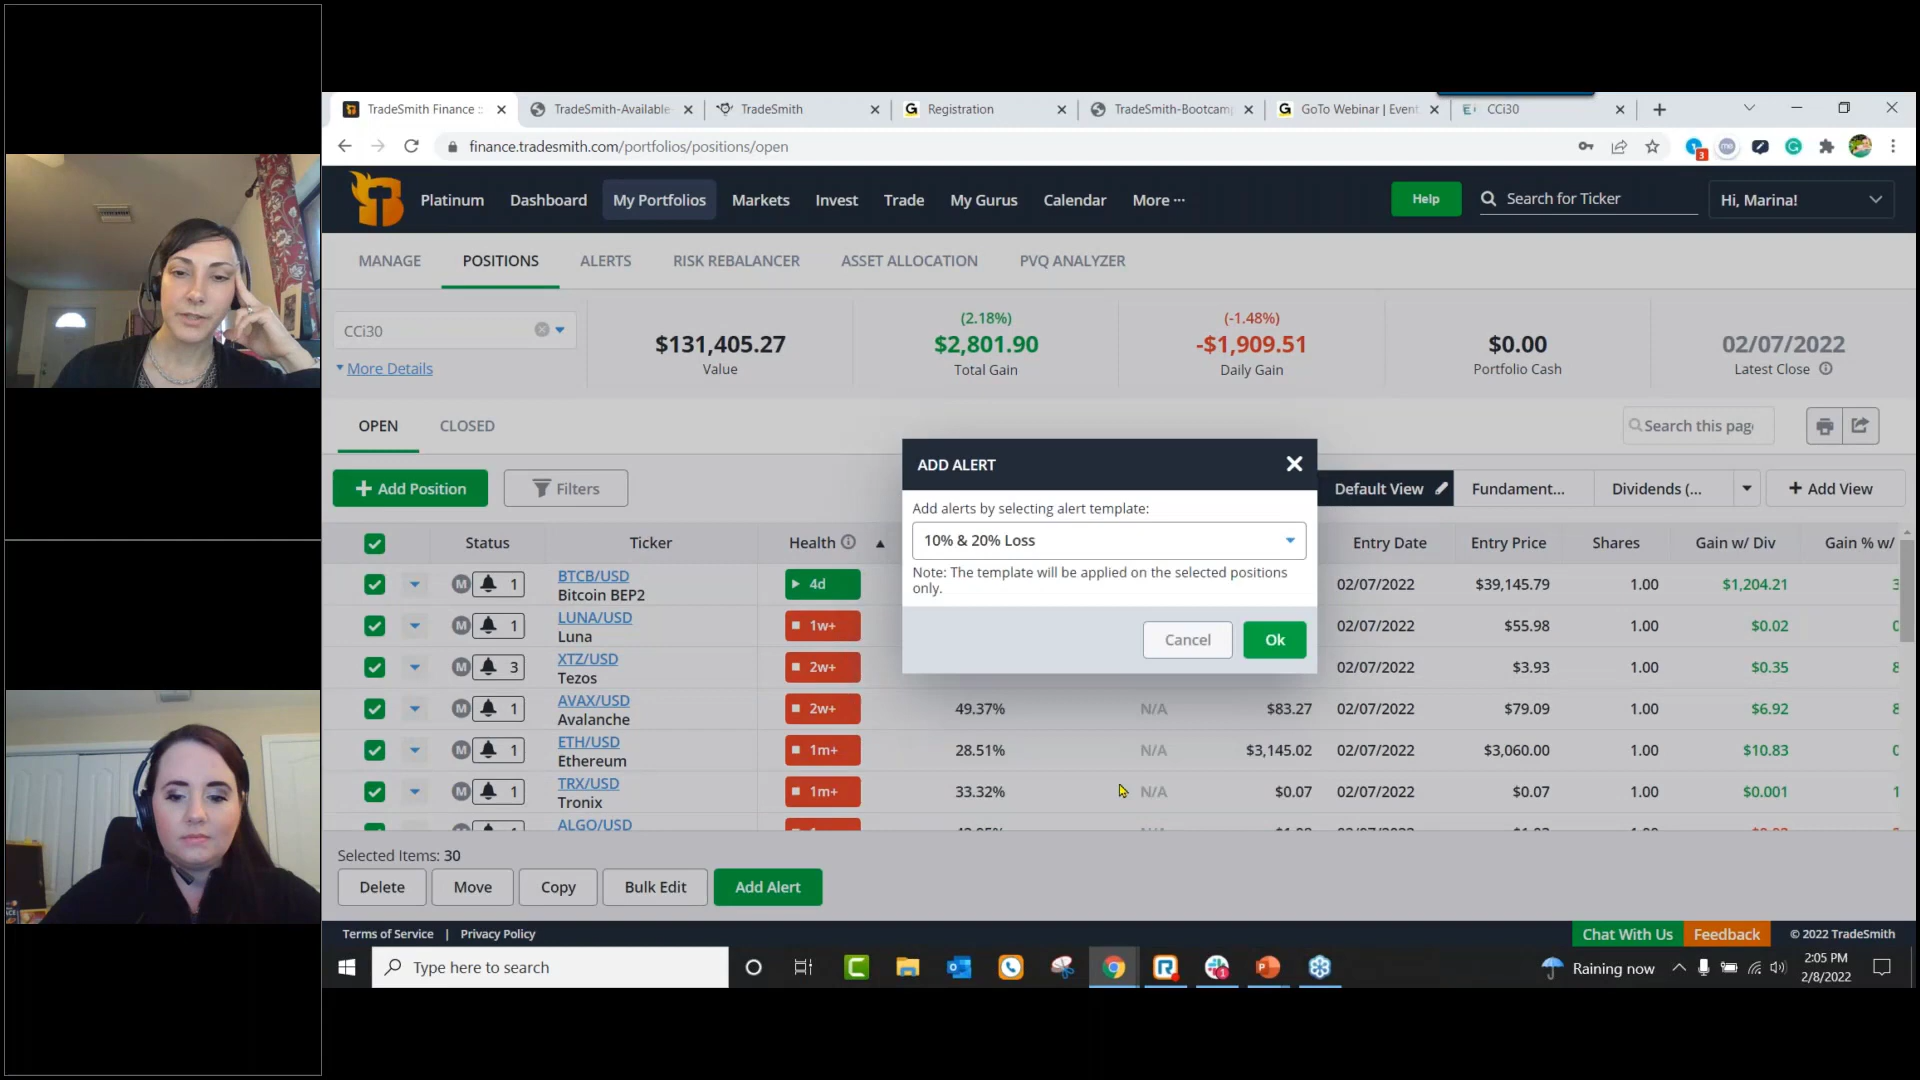 TradeSmith Finance ::
TradeSmith-Available-
TradeSmith
Registration
TradeSmith-Bootcamp
GoTo Webinar | Event
CCi30
finance.tradesmith.com/portfolios/positions/open
3
Platinum Dashboard My Portfolios Markets Invest Trade My Gurus Calendar More ···
Help
Search for Ticker
Hi, Marina!
MANAGE POSITIONS ALERTS RISK REBALANCER ASSET ALLOCATION PVQ ANALYZER
CCi30
More Details
$131,405.27
Value
(2.18%)
$2,801.90
Total Gain
(-1.48%)
-$1,909.51
Daily Gain
$0.00
Portfolio Cash
02/07/2022
Latest Close
OPEN CLOSED
Search this pag
+ Add Position
Filters
Default View
Fundament...
Dividends (...
+ Add View
ADD ALERT
Add alerts by selecting alert template:
10% & 20% Loss
Note: The template will be applied on the selected positions
only.
Cancel
Ok
Status Ticker Health Entry Date Entry Price Shares Gain w/ Div Gain % w/
M 1 BTCB/USD 4d 02/07/2022 $39,145.79 1.00 $1,204.21 3
Bitcoin BEP2
M 1 LUNA/USD 1w+ 02/07/2022 $55.98 1.00 $0.02 0
Luna
M 3 XTZ/USD 2w+ 02/07/2022 $3.93 1.00 $0.35 8
Tezos
M 1 AVAX/USD 2w+ 49.37% N/A $83.27 02/07/2022 $79.09 1.00 $6.92 8
Avalanche
M 1 ETH/USD 1m+ 28.51% N/A $3,145.02 02/07/2022 $3,060.00 1.00 $10.83 0
Ethereum
M 1 TRX/USD 1m+ 33.32% N/A $0.07 02/07/2022 $0.07 1.00 $0.001 1
Tronix
ALGO/USD
Selected Items: 30
Delete
Move
Copy
Bulk Edit
Add Alert
Terms of Service | Privacy Policy
Chat With Us
Feedback
© 2022 TradeSmith
Type here to search
Raining now
2:05 PM
2/8/2022